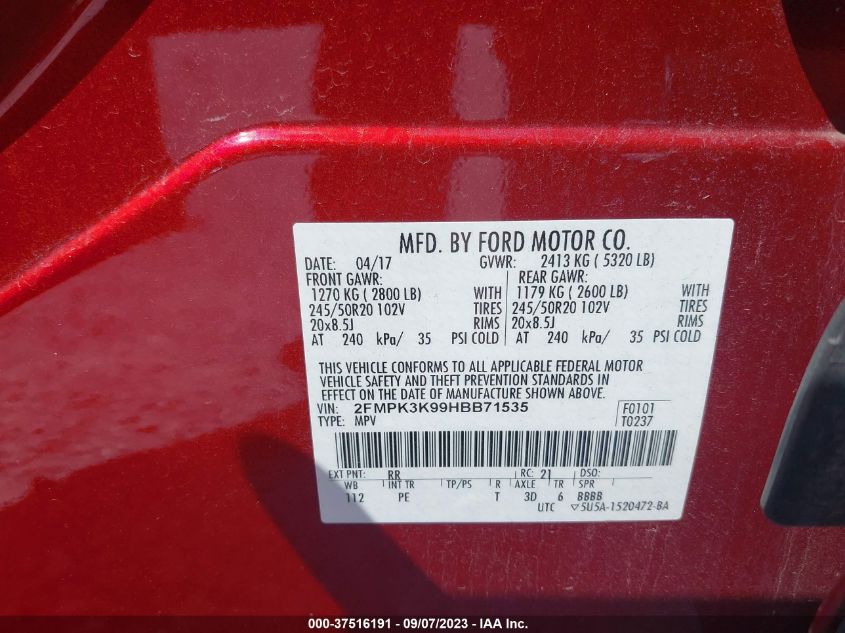 MFD. BY FORD MOTOR CO.
DATE: 04/17 GVWR: 2413 KG ( 5320 LB)
FRONT GAWR: REAR GAWR:
1270 KG ( 2800 LB) WITH 1179 KG ( 2600 LB) WITH
245/50R20 102V TIRES 245/50R20 102V TIRES
20x8.5J RIMS 20x8.5J RIMS
AT 240 kPa/ 35 PSI COLD AT 240 kPa/ 35 PSI COLD
THIS VEHICLE CONFORMS TO ALL APPLICABLE FEDERAL MOTOR
VEHICLE SAFETY AND THEFT PREVENTION STANDARDS IN
EFFECT ON THE DATE OF MANUFACTURE SHOWN ABOVE.
VIN: 2FMPK3K99HBB71535 F0101
TYPE: MPV T0237
EXT PNT: RR RC: 21 DSO:
WB INT TR TP/PS R AXLE TR SPR
112 PE T 3D 6 BBBB
UTC ▽5U5A-1520472-BA
000-37516191 - 09/07/2023 - IAA Inc.